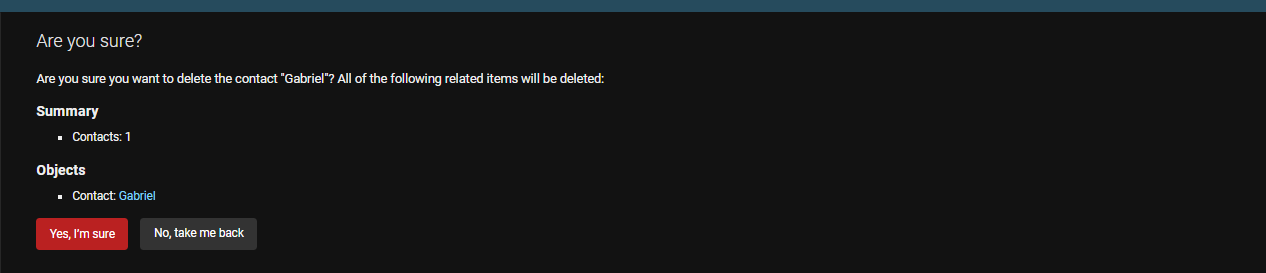 Are you sure?
Are you sure you want to delete the contact "Gabriel"? All of the following related items will be deleted:
Summary
Contacts: 1
Objects
Contact: Gabriel
Yes, I'm sure
No, take me back